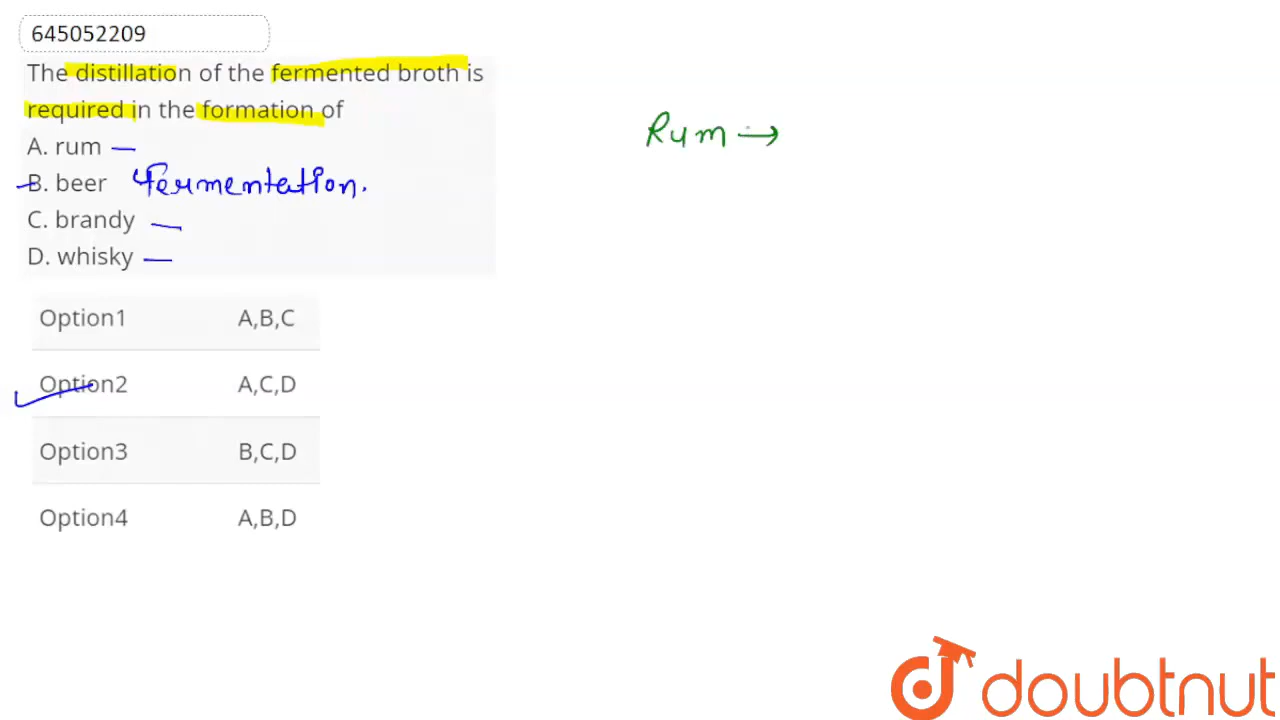 645052209
The distillation of the fermented broth is
required in the formation of
A. rum —
B. beer Fermentation.
C. brandy —
D. whisky —
Rum →
Option1 A,B,C
Option2 A,C,D
Option3 B,C,D
Option4 A,B,D
doubtnut